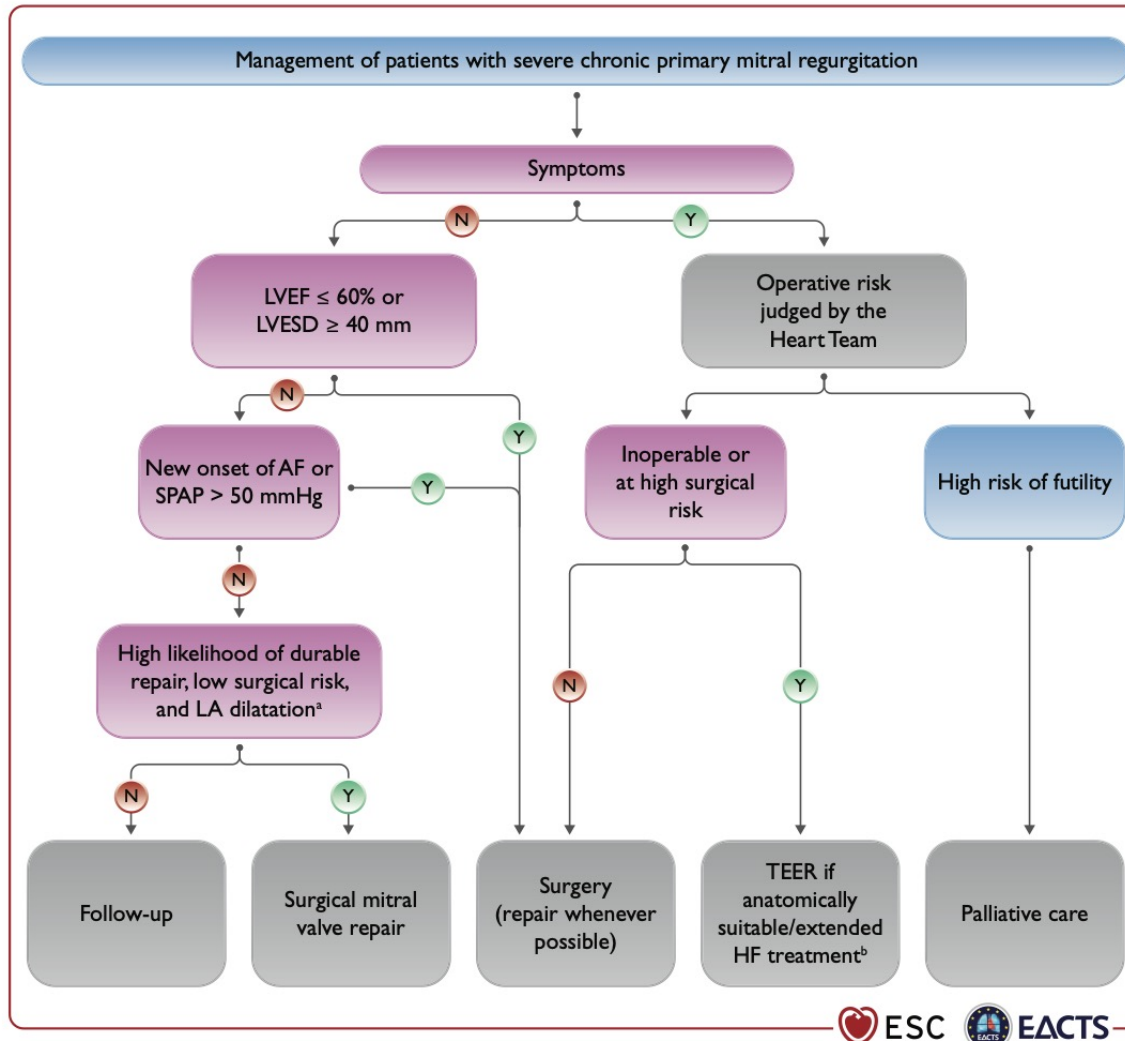 Management of patients with severe chronic primary mitral regurgitation
Symptoms
N
Y
LVEF ≤ 60% or
LVESD ≥ 40 mm
Operative risk
judged by the
Heart Team
N
Y
New onset of AF or
SPAP > 50 mmHg
Y
Inoperable or
at high surgical
risk
High risk of futility
N
High likelihood of durable
repair, low surgical risk,
and LA dilatationᵃ
N
Y
N
Y
Follow-up
Surgical mitral
valve repair
Surgery
(repair whenever
possible)
TEER if
anatomically
suitable/extended
HF treatmentᵇ
Palliative care
ESC
EACTS